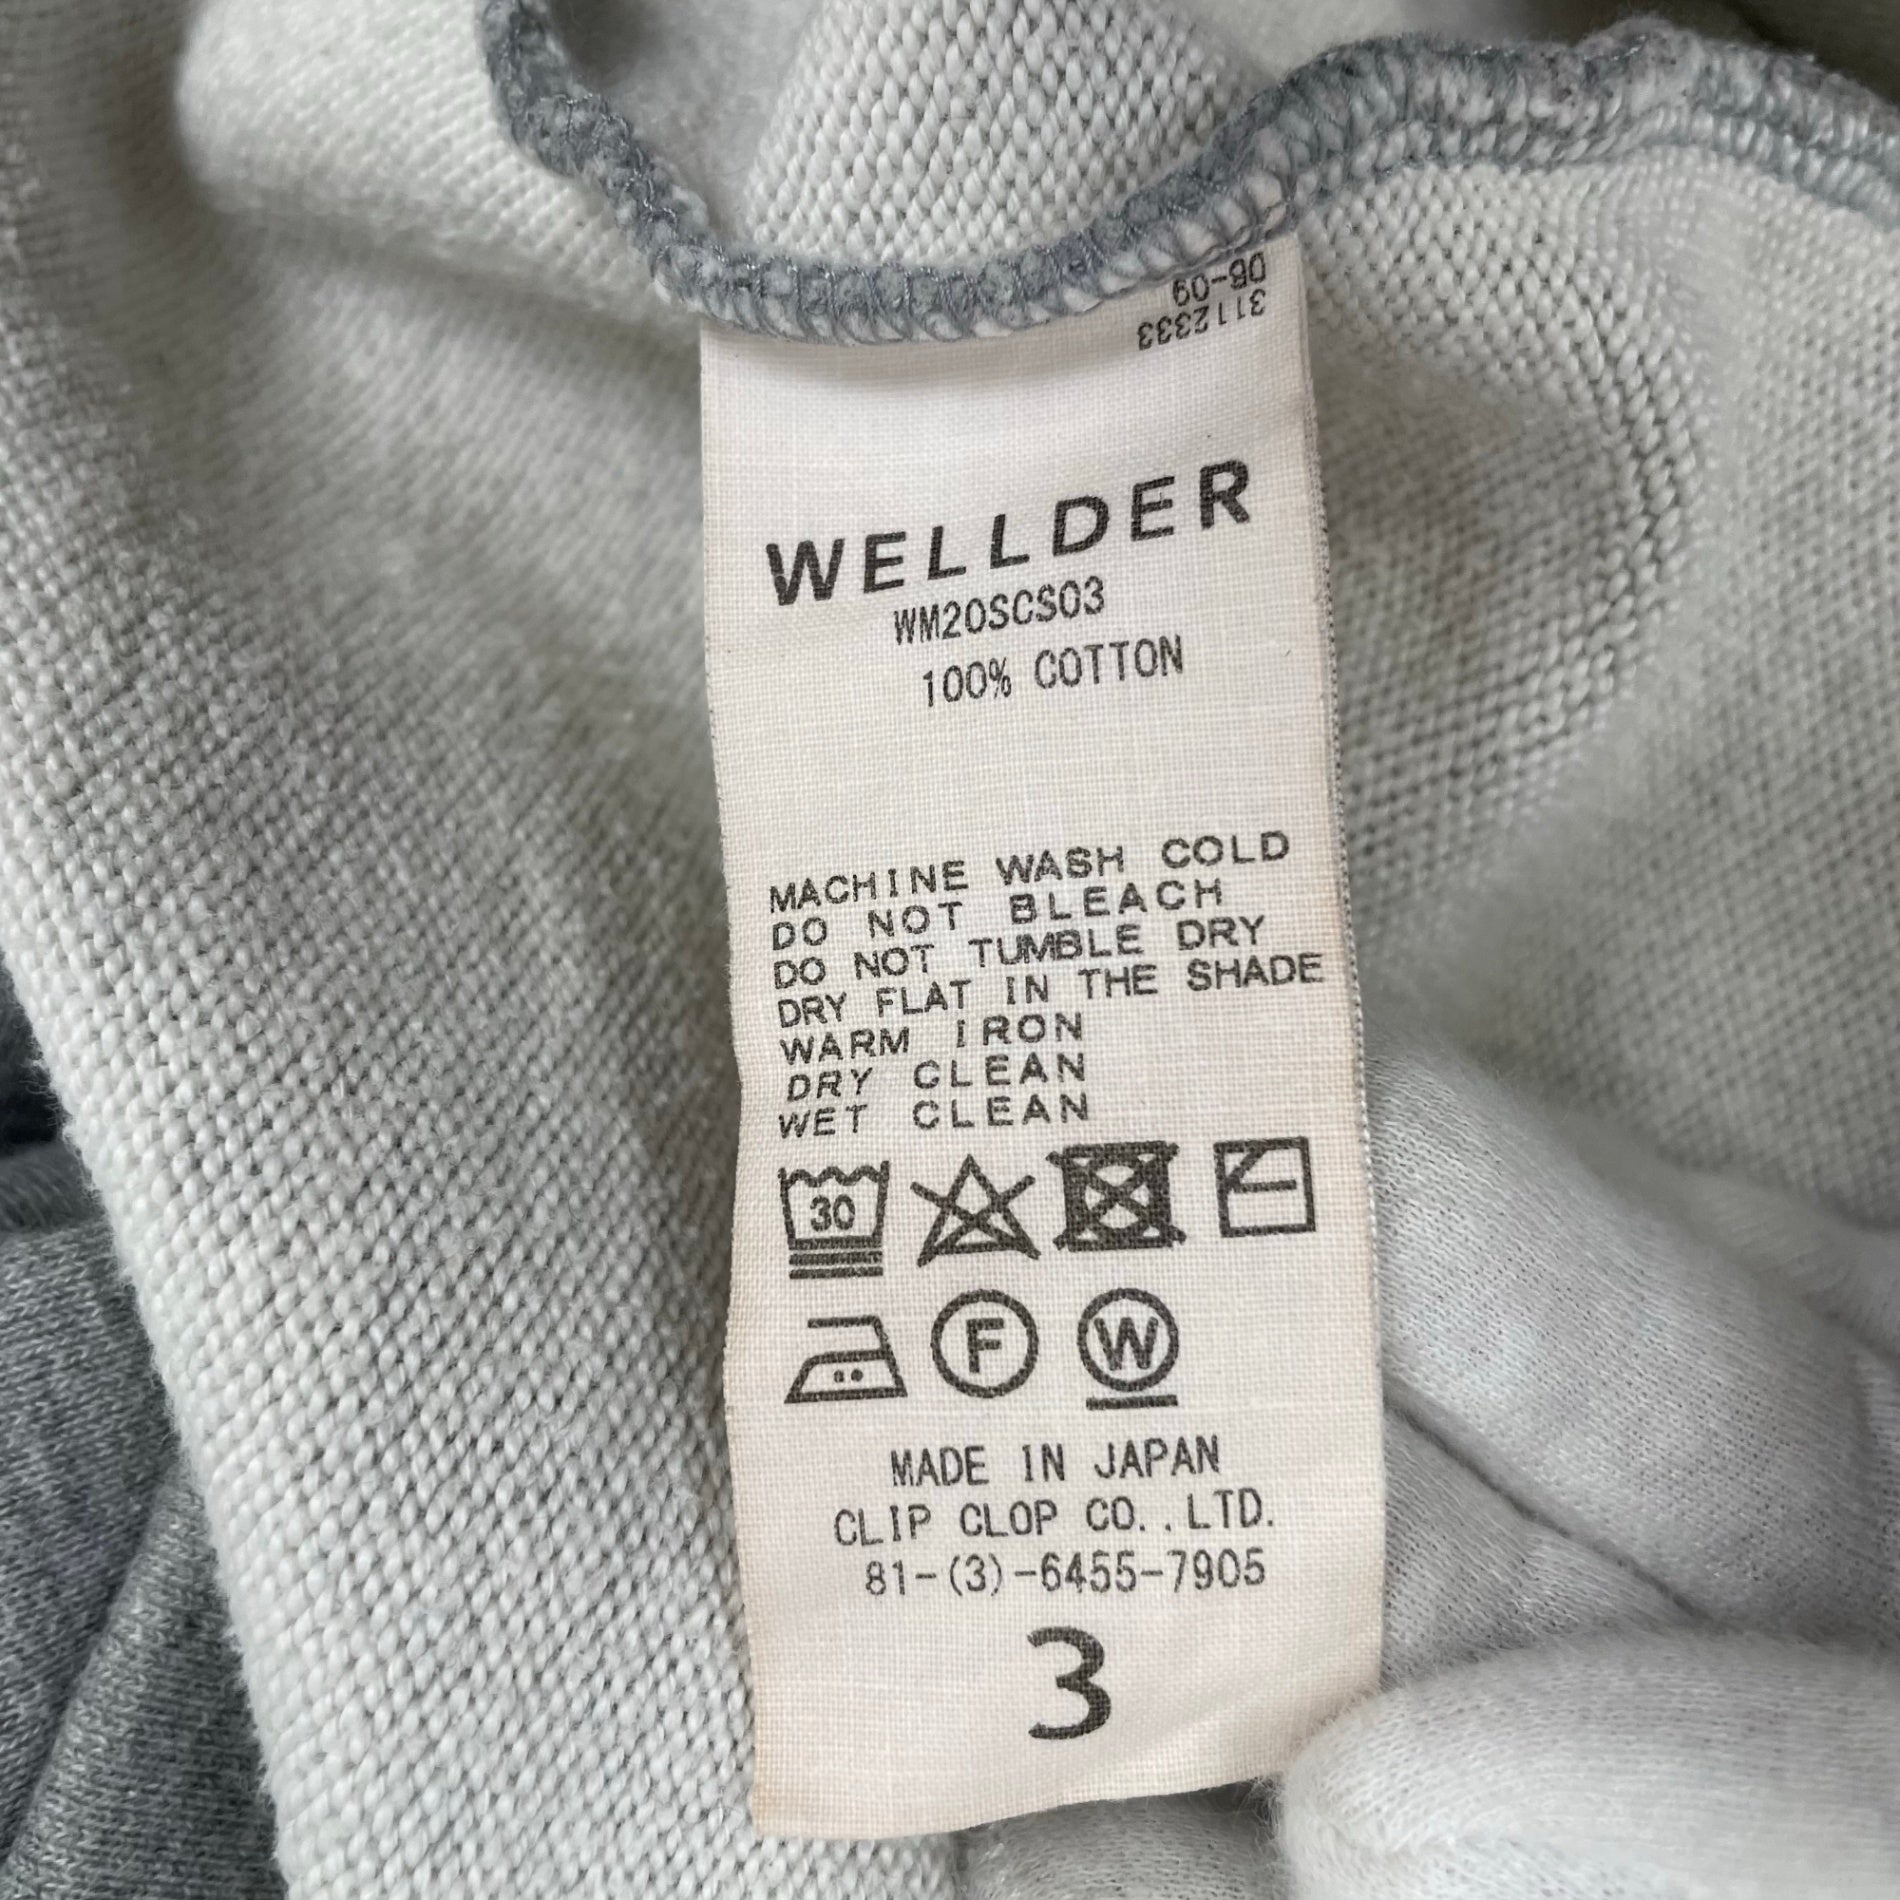 08-09
3112333
WELLDER
WM20SCS03
100% COTTON
MACHINE WASH COLD
DO NOT BLEACH
DO NOT TUMBLE DRY
DRY FLAT IN THE SHADE
WARM IRON
DRY CLEAN
WET CLEAN
30
F W
MADE IN JAPAN
CLIP CLOP CO.,LTD.
81-(3)-6455-7905
3